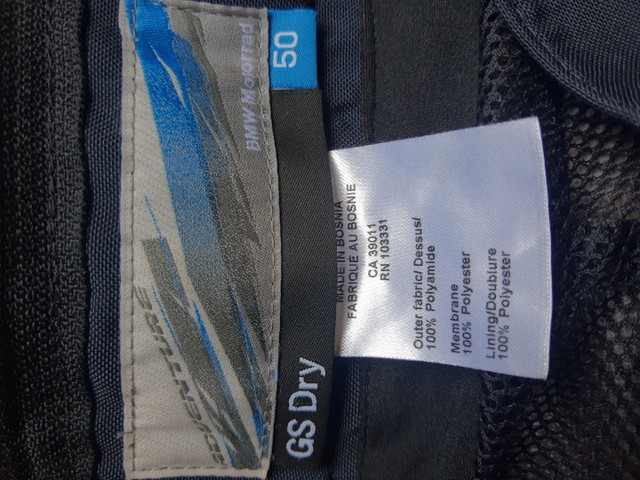 BMW Motorrad
50
GS Dry
MADE IN BOSNIA
FABRIQUE AU BOSNIE
CA 39011
RN 103331
Outer fabric/ Dessus/
100% Polyamide
Membrane
100% Polyester
Lining/Doublure
100% Polyester